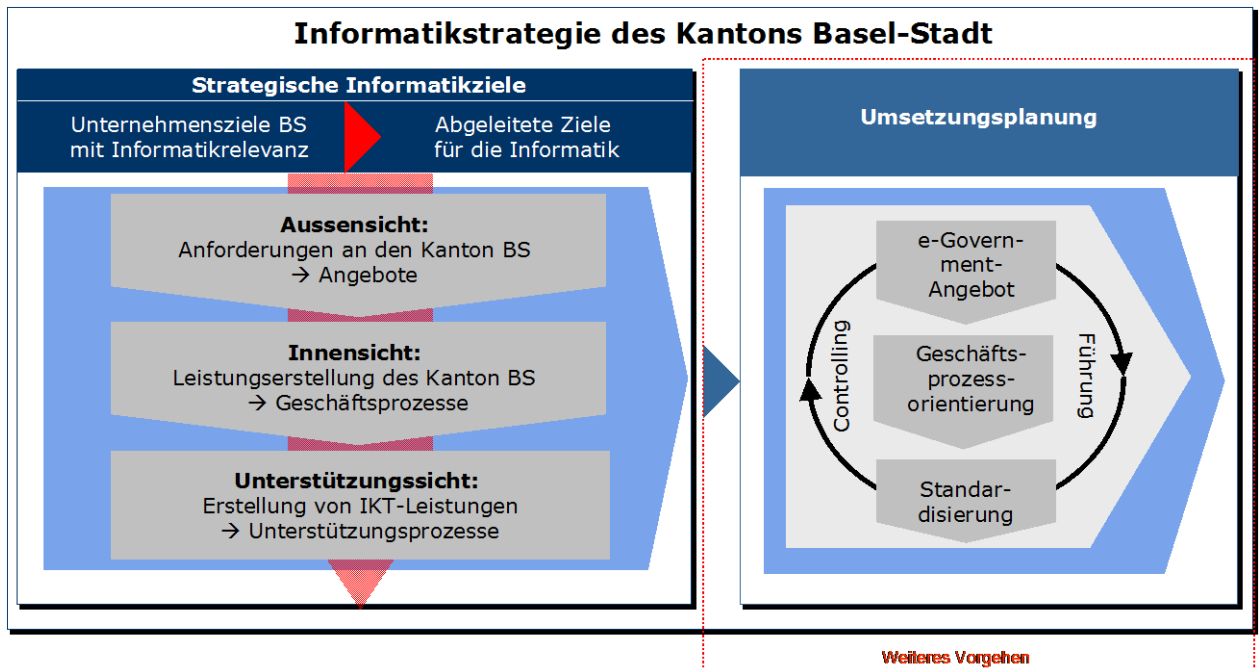 Informatikstrategie des Kantons Basel-Stadt
Strategische Informatikziele
Unternehmensziele BS
mit Informatikrelevanz
Abgeleitete Ziele
für die Informatik
Aussensicht:
Anforderungen an den Kanton BS
→ Angebote
Innensicht:
Leistungserstellung des Kanton BS
→ Geschäftsprozesse
Unterstützungssicht:
Erstellung von IKT-Leistungen
→ Unterstützungsprozesse
Umsetzungsplanung
e-Govern-
ment-
Angebot
Controlling
Führung
Geschäfts-
prozess-
orientierung
Standar-
disierung
Weiteres Vorgehen